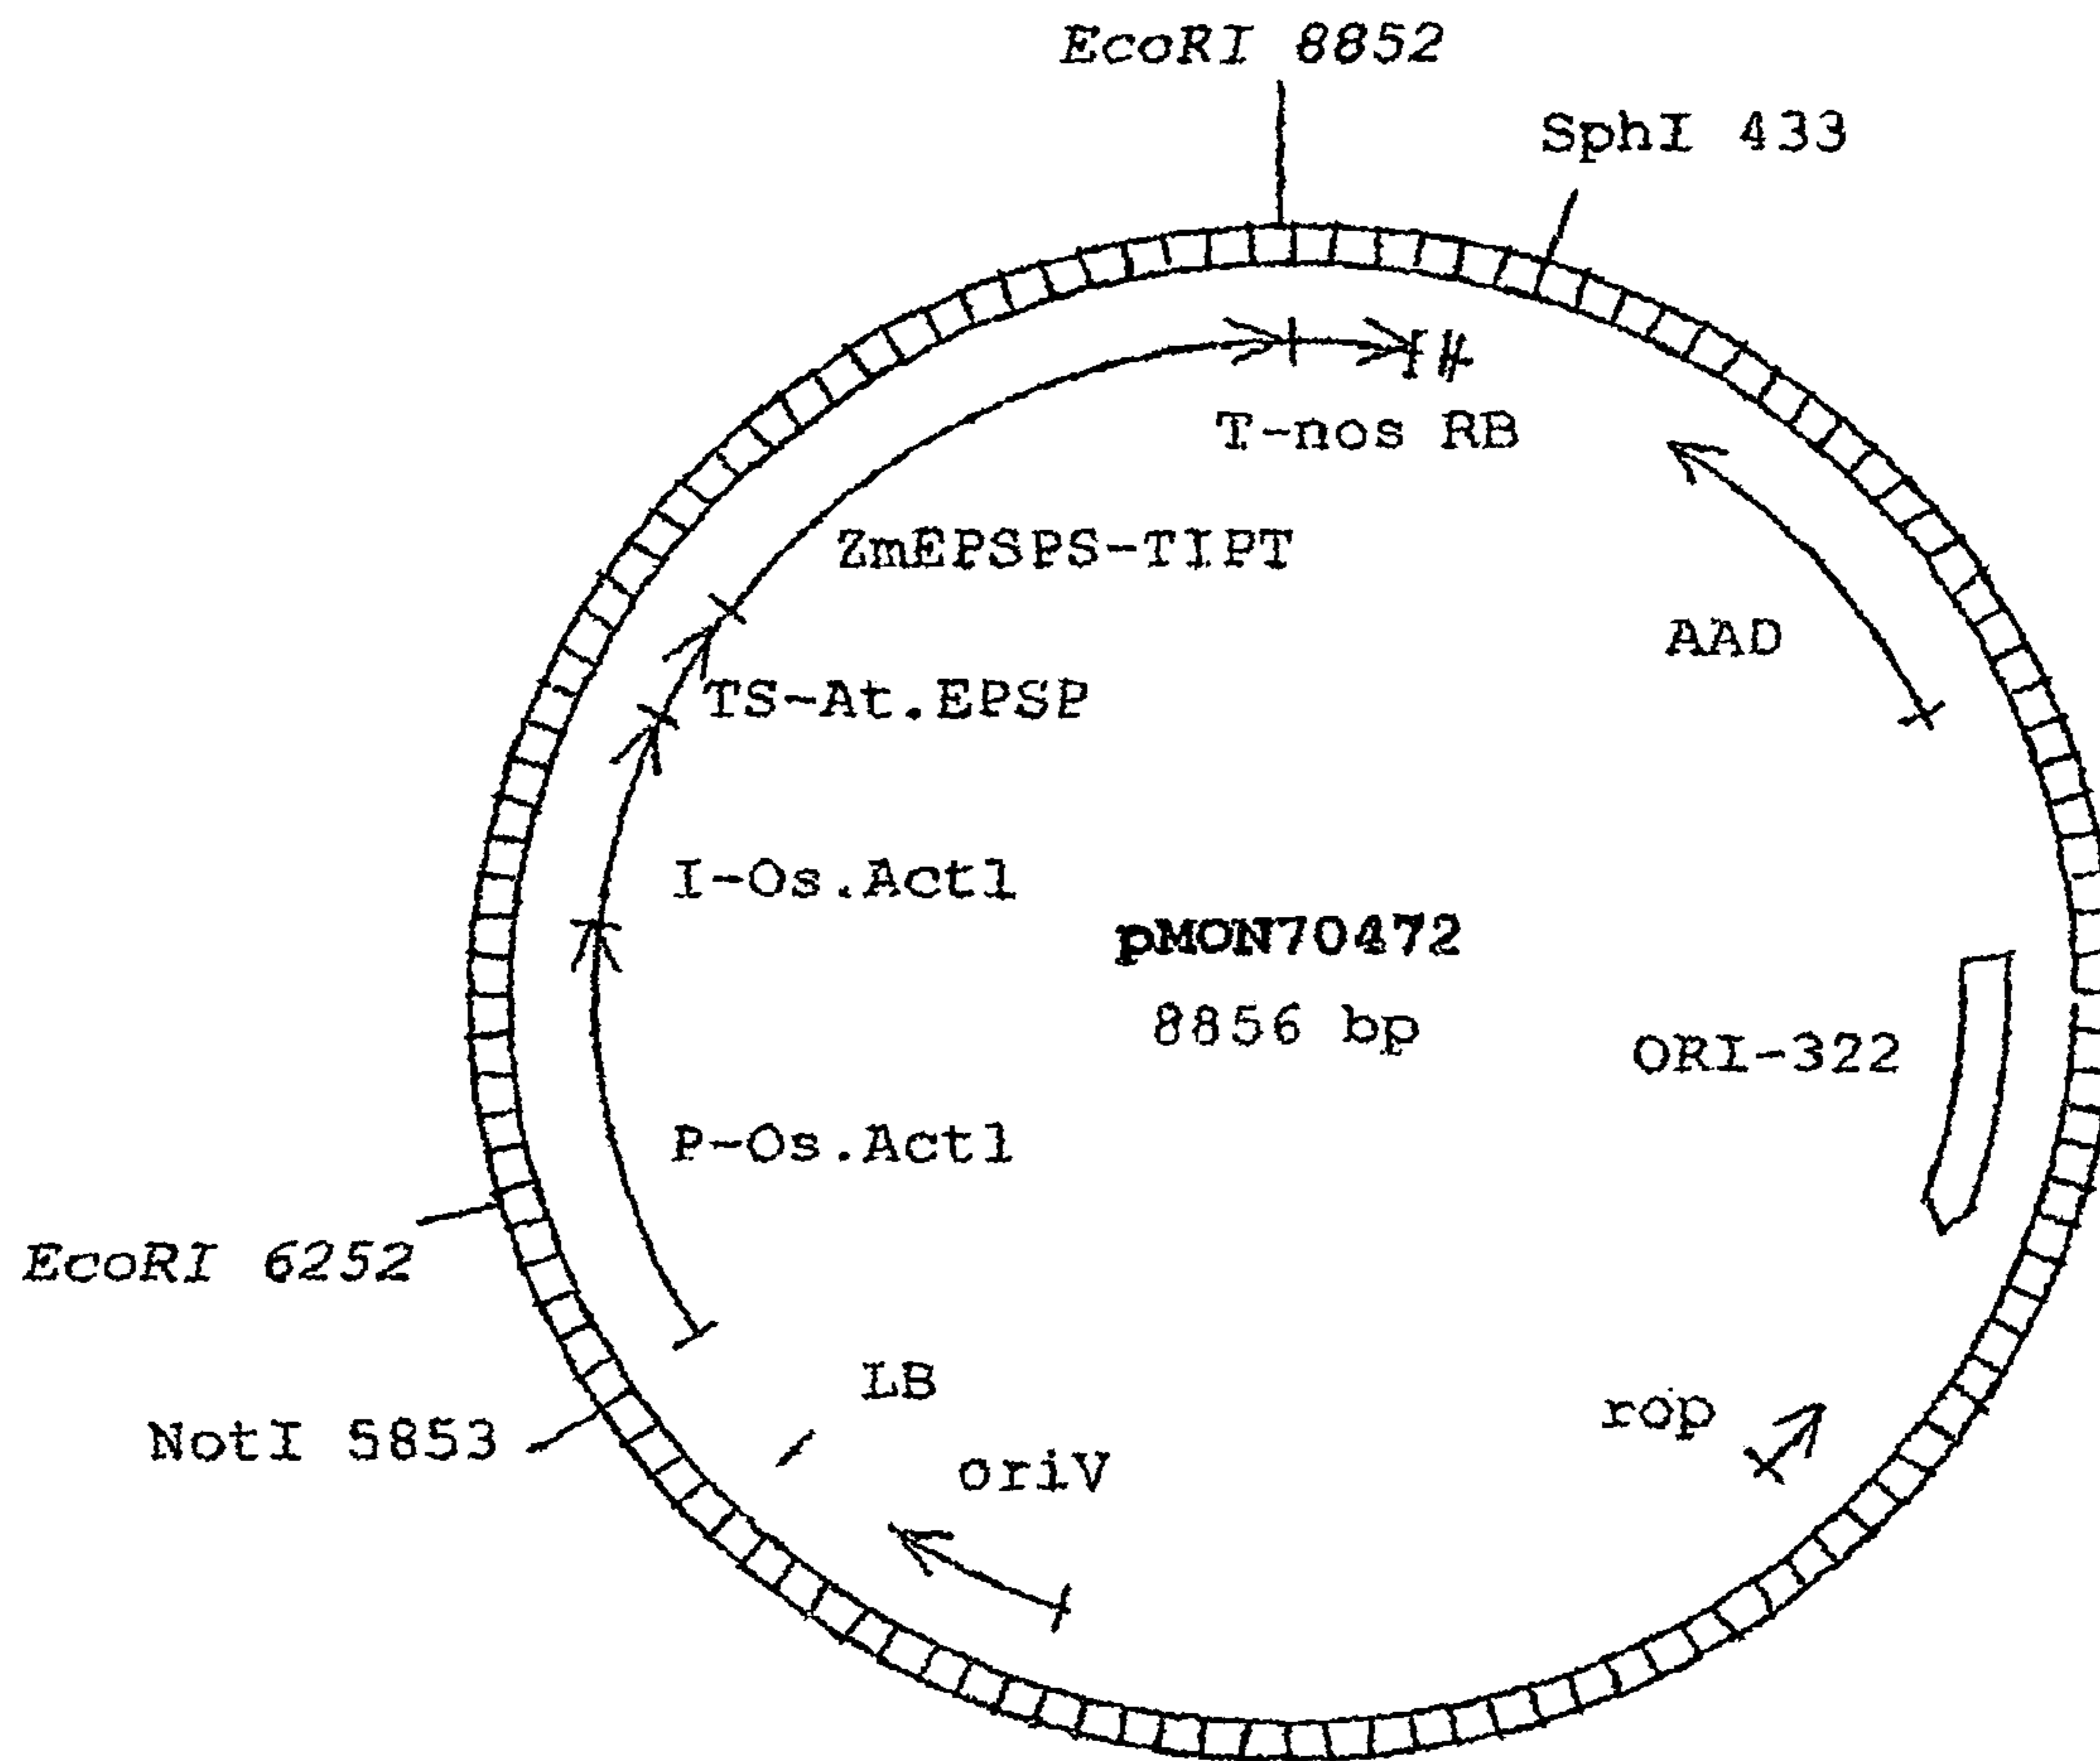 EcoRI 8852
SphI 433
T-nos RB
ZmEPSPS-TIPT
AAD
TS-At.EPSP
I-Os.Act1
pMON70472
8856 bp
ORI-322
P-Os.Act1
EcoRI 6252
LB
rop
NotI 5853
oriV